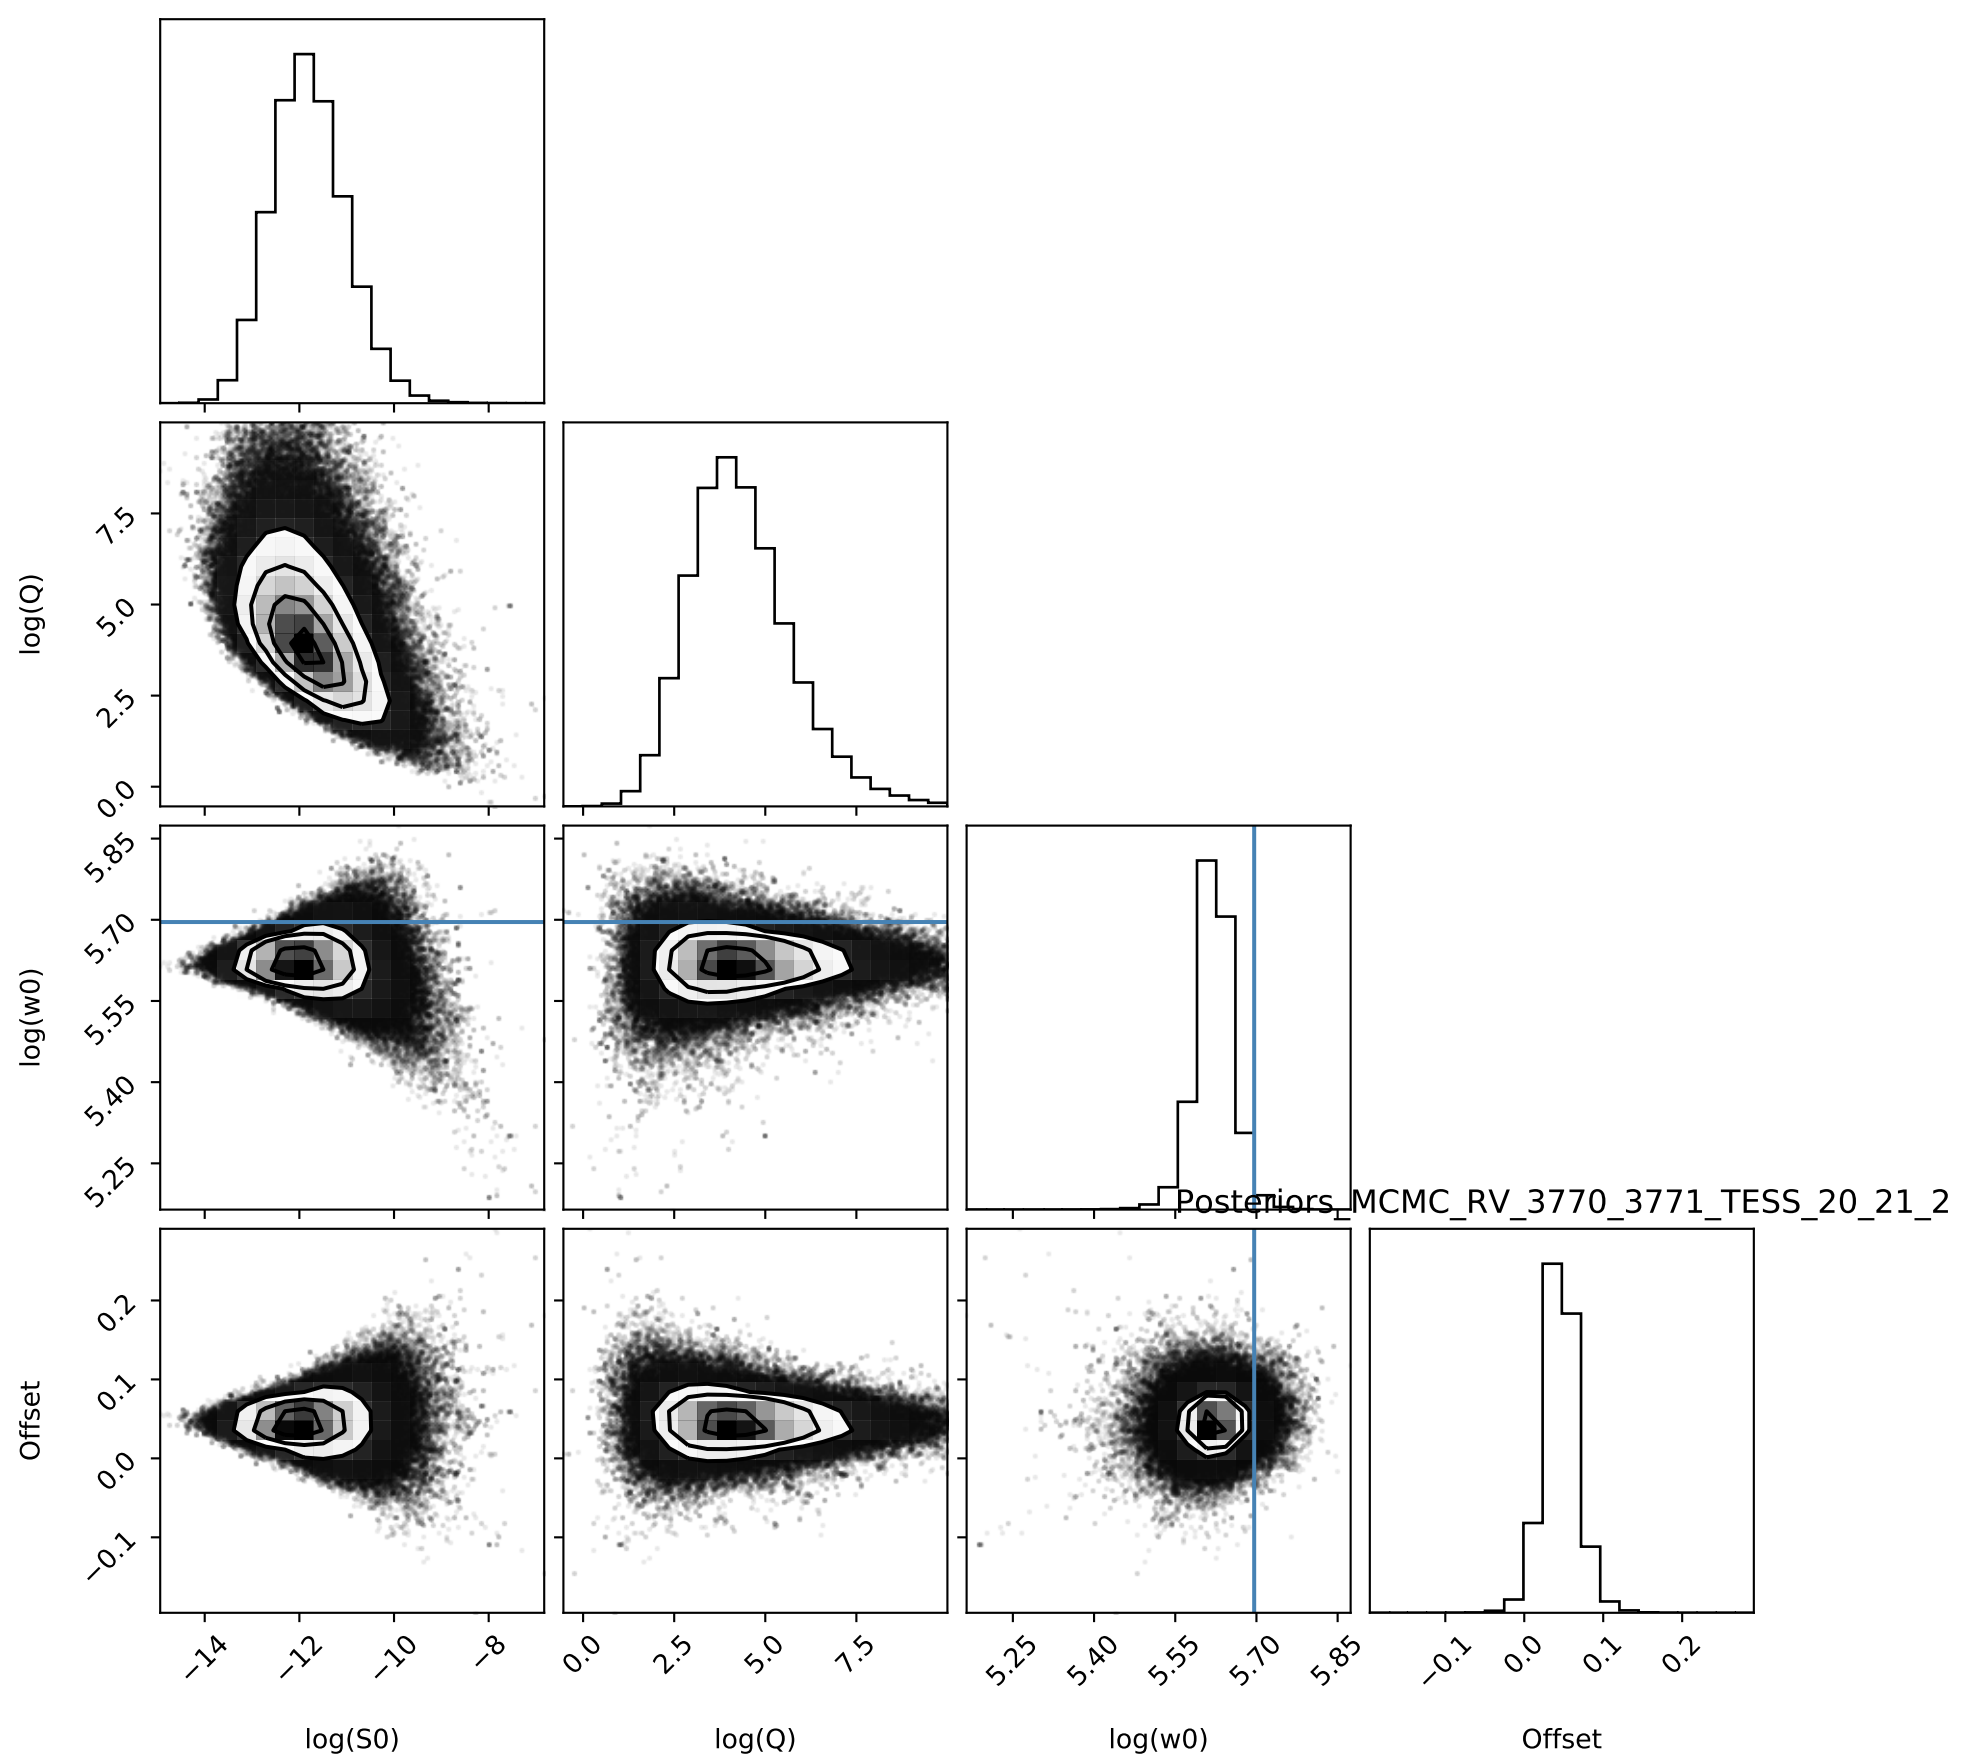 7.5
5.0
2.5
0.0
log(Q)
5.85
5.70
5.55
5.40
5.25
log(w0)
Posteriors_MCMC_RV_3770_3771_TESS_20_21_2
0.2
0.1
0.0
−0.1
Offset
−14 −12 −10 −8 0.0 2.5 5.0 7.5 5.25 5.40 5.55 5.70 5.85 −0.1 0.0 0.1 0.2
log(S0) log(Q) log(w0) Offset